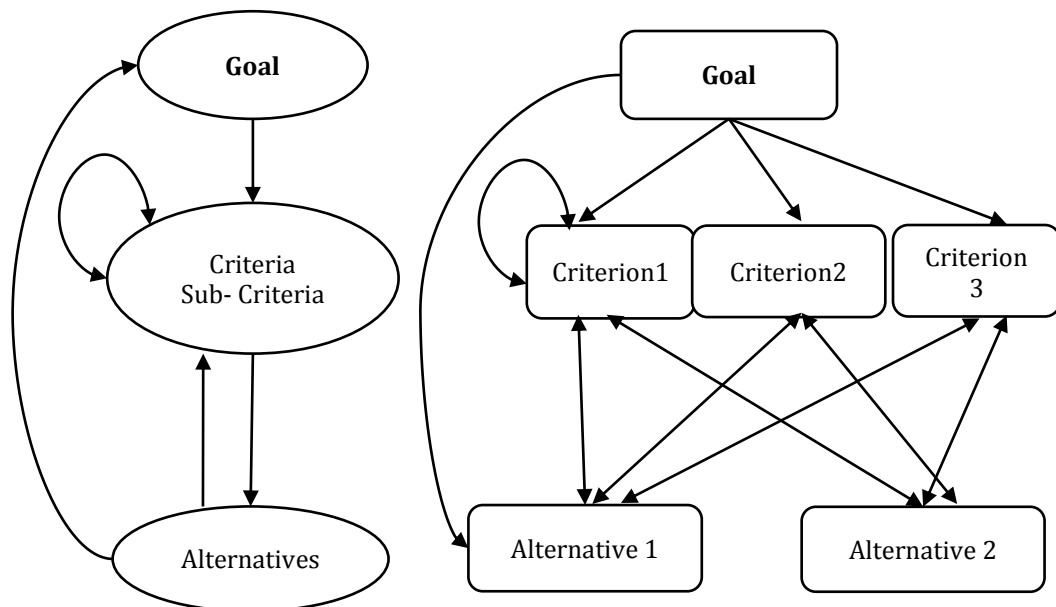 Goal
Criteria
Sub- Criteria
Alternatives
Goal
Criterion1
Criterion2
Criterion
3
Alternative 1
Alternative 2